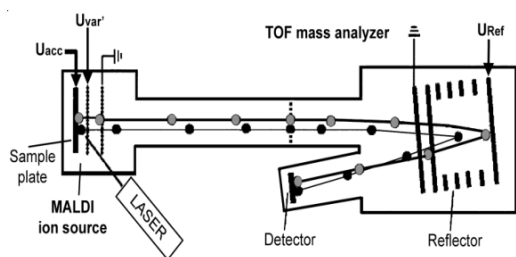 Uvar'
Uacc
TOF mass analyzer
URef
Sample
plate
MALDI
ion source
LASER
Detector
Reflector